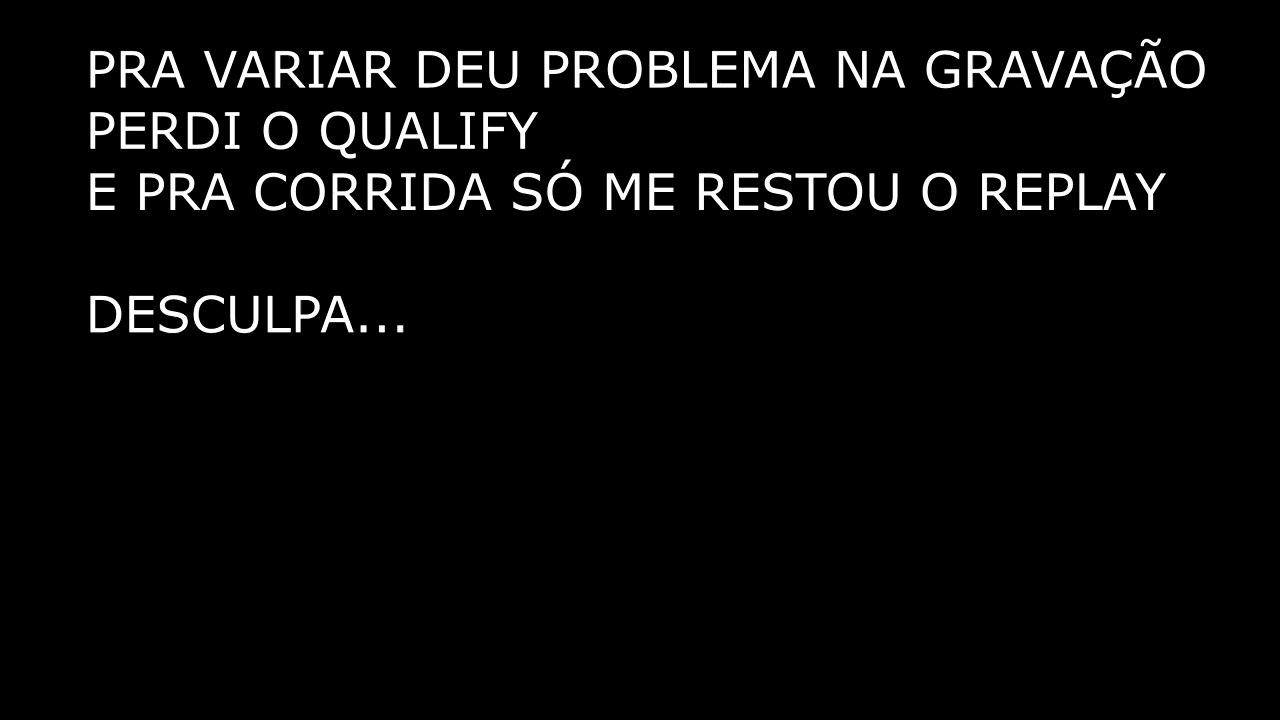 PRA VARIAR DEU PROBLEMA NA GRAVAÇÃO
PERDI O QUALIFY
E PRA CORRIDA SÓ ME RESTOU O REPLAY
DESCULPA...